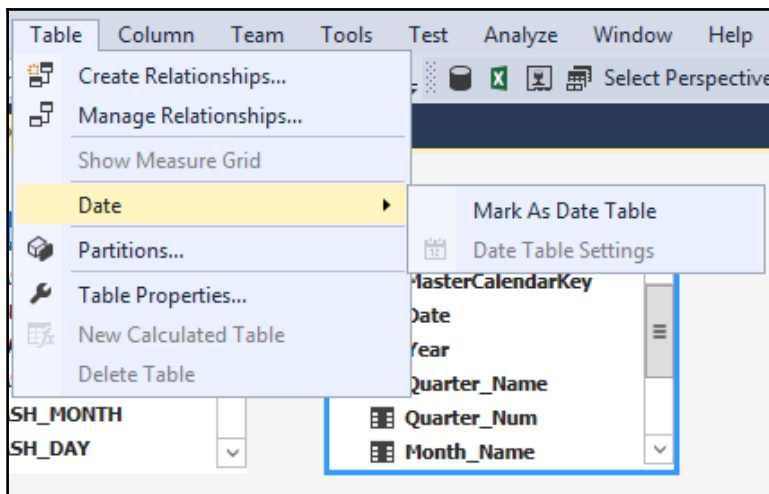 Table Column Team Tools Test Analyze Window Help
Create Relationships...
Select Perspective
Manage Relationships...
Show Measure Grid
Date
Mark As Date Table
Partitions...
Date Table Settings
MasterCalendarKey
Table Properties...
Date
New Calculated Table
Year
Delete Table
Quarter_Name
SH_MONTH
Quarter_Num
SH_DAY
Month_Name